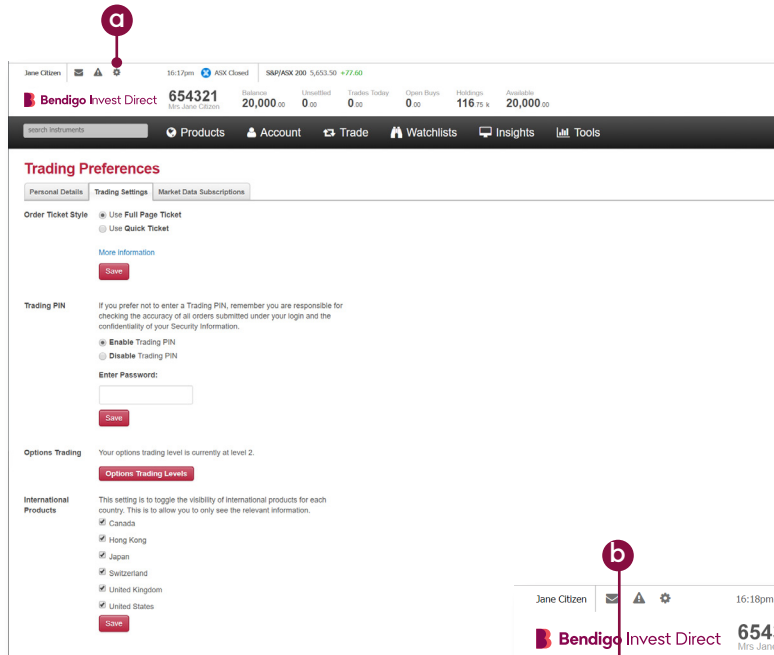 a
Jane Citizen 16:17pm ASX Closed S&P/ASX 200 5,653.50 +77.60
Bendigo Invest Direct 654321 Mrs Jane Citizen Balance 20,000.00 Unsettled 0.00 Trades Today 0.00 Open Buys 0.00 Holdings 116.75 k Available 20,000.00
search instruments Products Account Trade Watchlists Insights Tools
Trading Preferences
Personal Details Trading Settings Market Data Subscriptions
Order Ticket Style Use Full Page Ticket
Use Quick Ticket
More information
Save
Trading PIN If you prefer not to enter a Trading PIN, remember you are responsible for
checking the accuracy of all orders submitted under your login and the
confidentiality of your Security Information.
Enable Trading PIN
Disable Trading PIN
Enter Password:
Save
Options Trading Your options trading level is currently at level 2.
Options Trading Levels
International Products This setting is to toggle the visibility of international products for each
country. This is to allow you to only see the relevant information.
Canada
Hong Kong
Japan
Switzerland
United Kingdom
United States
Save
b
Jane Citizen 16:18pm
Bendigo Invest Direct 654
Mrs Jane